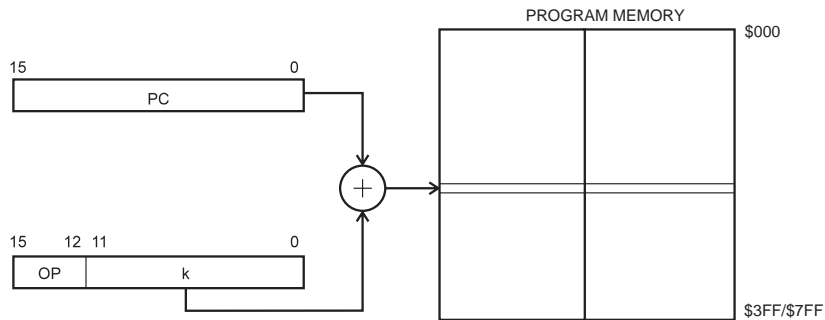 PROGRAM MEMORY
$000
15 0
PC
+
15 12 11 0
OP k
$3FF/$7FF